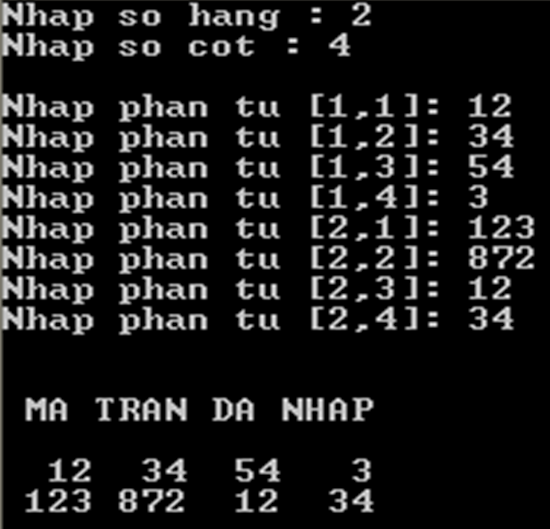 Nhap so hang : 2
Nhap so cot : 4
Nhap phan tu [1,1]: 12
Nhap phan tu [1,2]: 34
Nhap phan tu [1,3]: 54
Nhap phan tu [1,4]: 3
Nhap phan tu [2,1]: 123
Nhap phan tu [2,2]: 872
Nhap phan tu [2,3]: 12
Nhap phan tu [2,4]: 34
MA TRAN DA NHAP
12 34 54 3
123 872 12 34